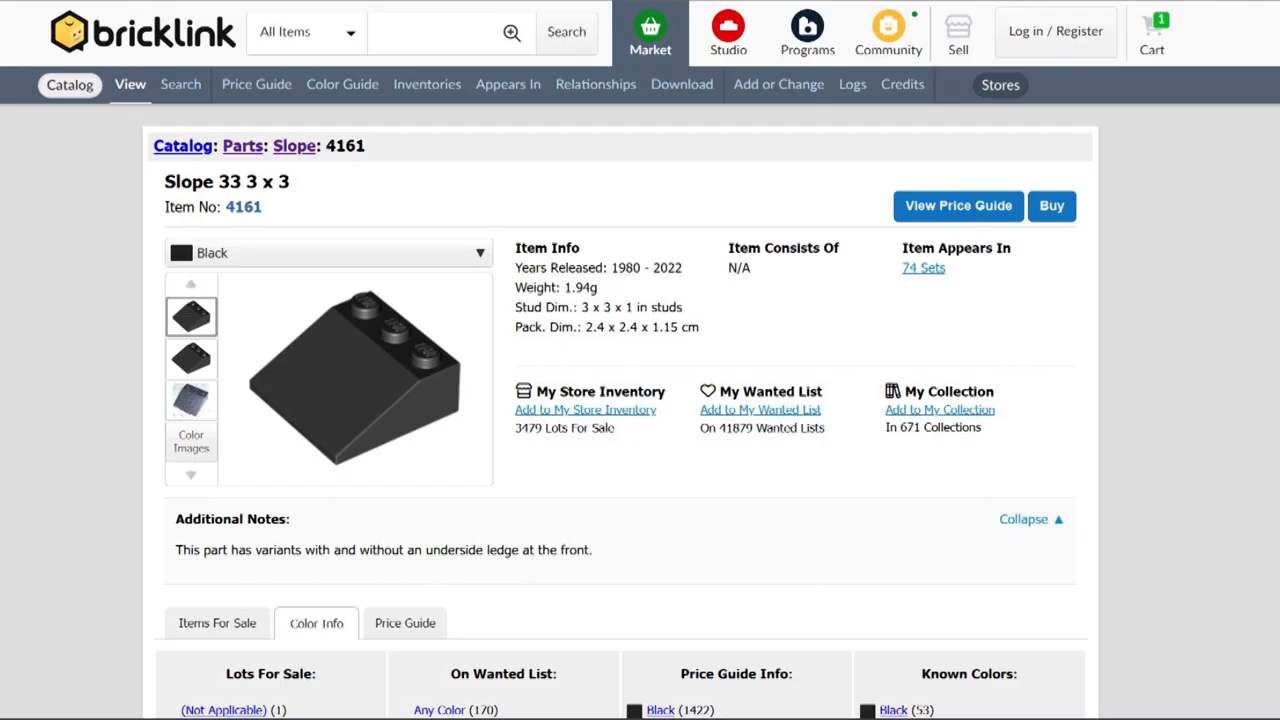 bricklink
All Items
Search
Market
Studio
Programs
Community
Sell
Log in / Register
1
Cart
Catalog View Search Price Guide Color Guide Inventories Appears In Relationships Download Add or Change Logs Credits Stores
Catalog: Parts: Slope: 4161
Slope 33 3 x 3
Item No: 4161
View Price Guide
Buy
Black
Color
Images
Item Info
Years Released: 1980 - 2022
Weight: 1.94g
Stud Dim.: 3 x 3 x 1 in studs
Pack. Dim.: 2.4 x 2.4 x 1.15 cm
Item Consists Of
N/A
Item Appears In
74 Sets
My Store Inventory
Add to My Store Inventory
3479 Lots For Sale
My Wanted List
Add to My Wanted List
On 41879 Wanted Lists
My Collection
Add to My Collection
In 671 Collections
Additional Notes:
Collapse ▲
This part has variants with and without an underside ledge at the front.
Items For Sale
Color Info
Price Guide
Lots For Sale:
On Wanted List:
Price Guide Info:
Known Colors:
(Not Applicable) (1)
Any Color (170)
Black (1422)
Black (53)